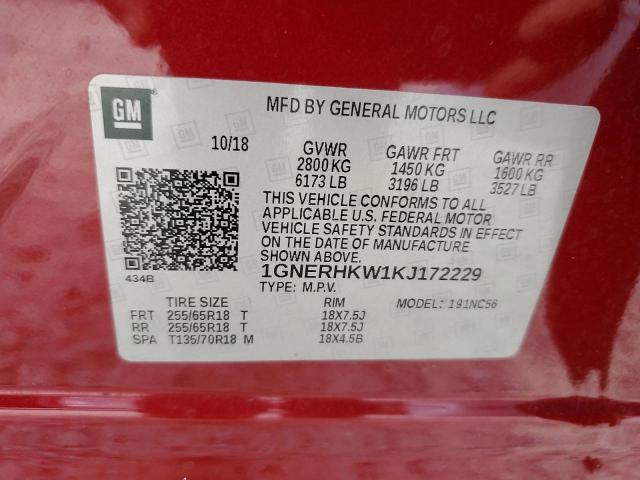 GM
MFD BY GENERAL MOTORS LLC
10/18
GVWR GAWR FRT GAWR RR
2800 KG 1450 KG 1600 KG
6173 LB 3196 LB 3527 LB
THIS VEHICLE CONFORMS TO ALL
APPLICABLE U.S. FEDERAL MOTOR
VEHICLE SAFETY STANDARDS IN EFFECT
ON THE DATE OF MANUFACTURE
SHOWN ABOVE.
434B
1GNERHKW1KJ172229
TYPE: M.P.V. MODEL: 191NC56
TIRE SIZE RIM
FRT 255/65R18 T 18X7.5J
RR 255/65R18 T 18X7.5J
SPA T135/70R18 M 18X4.5B